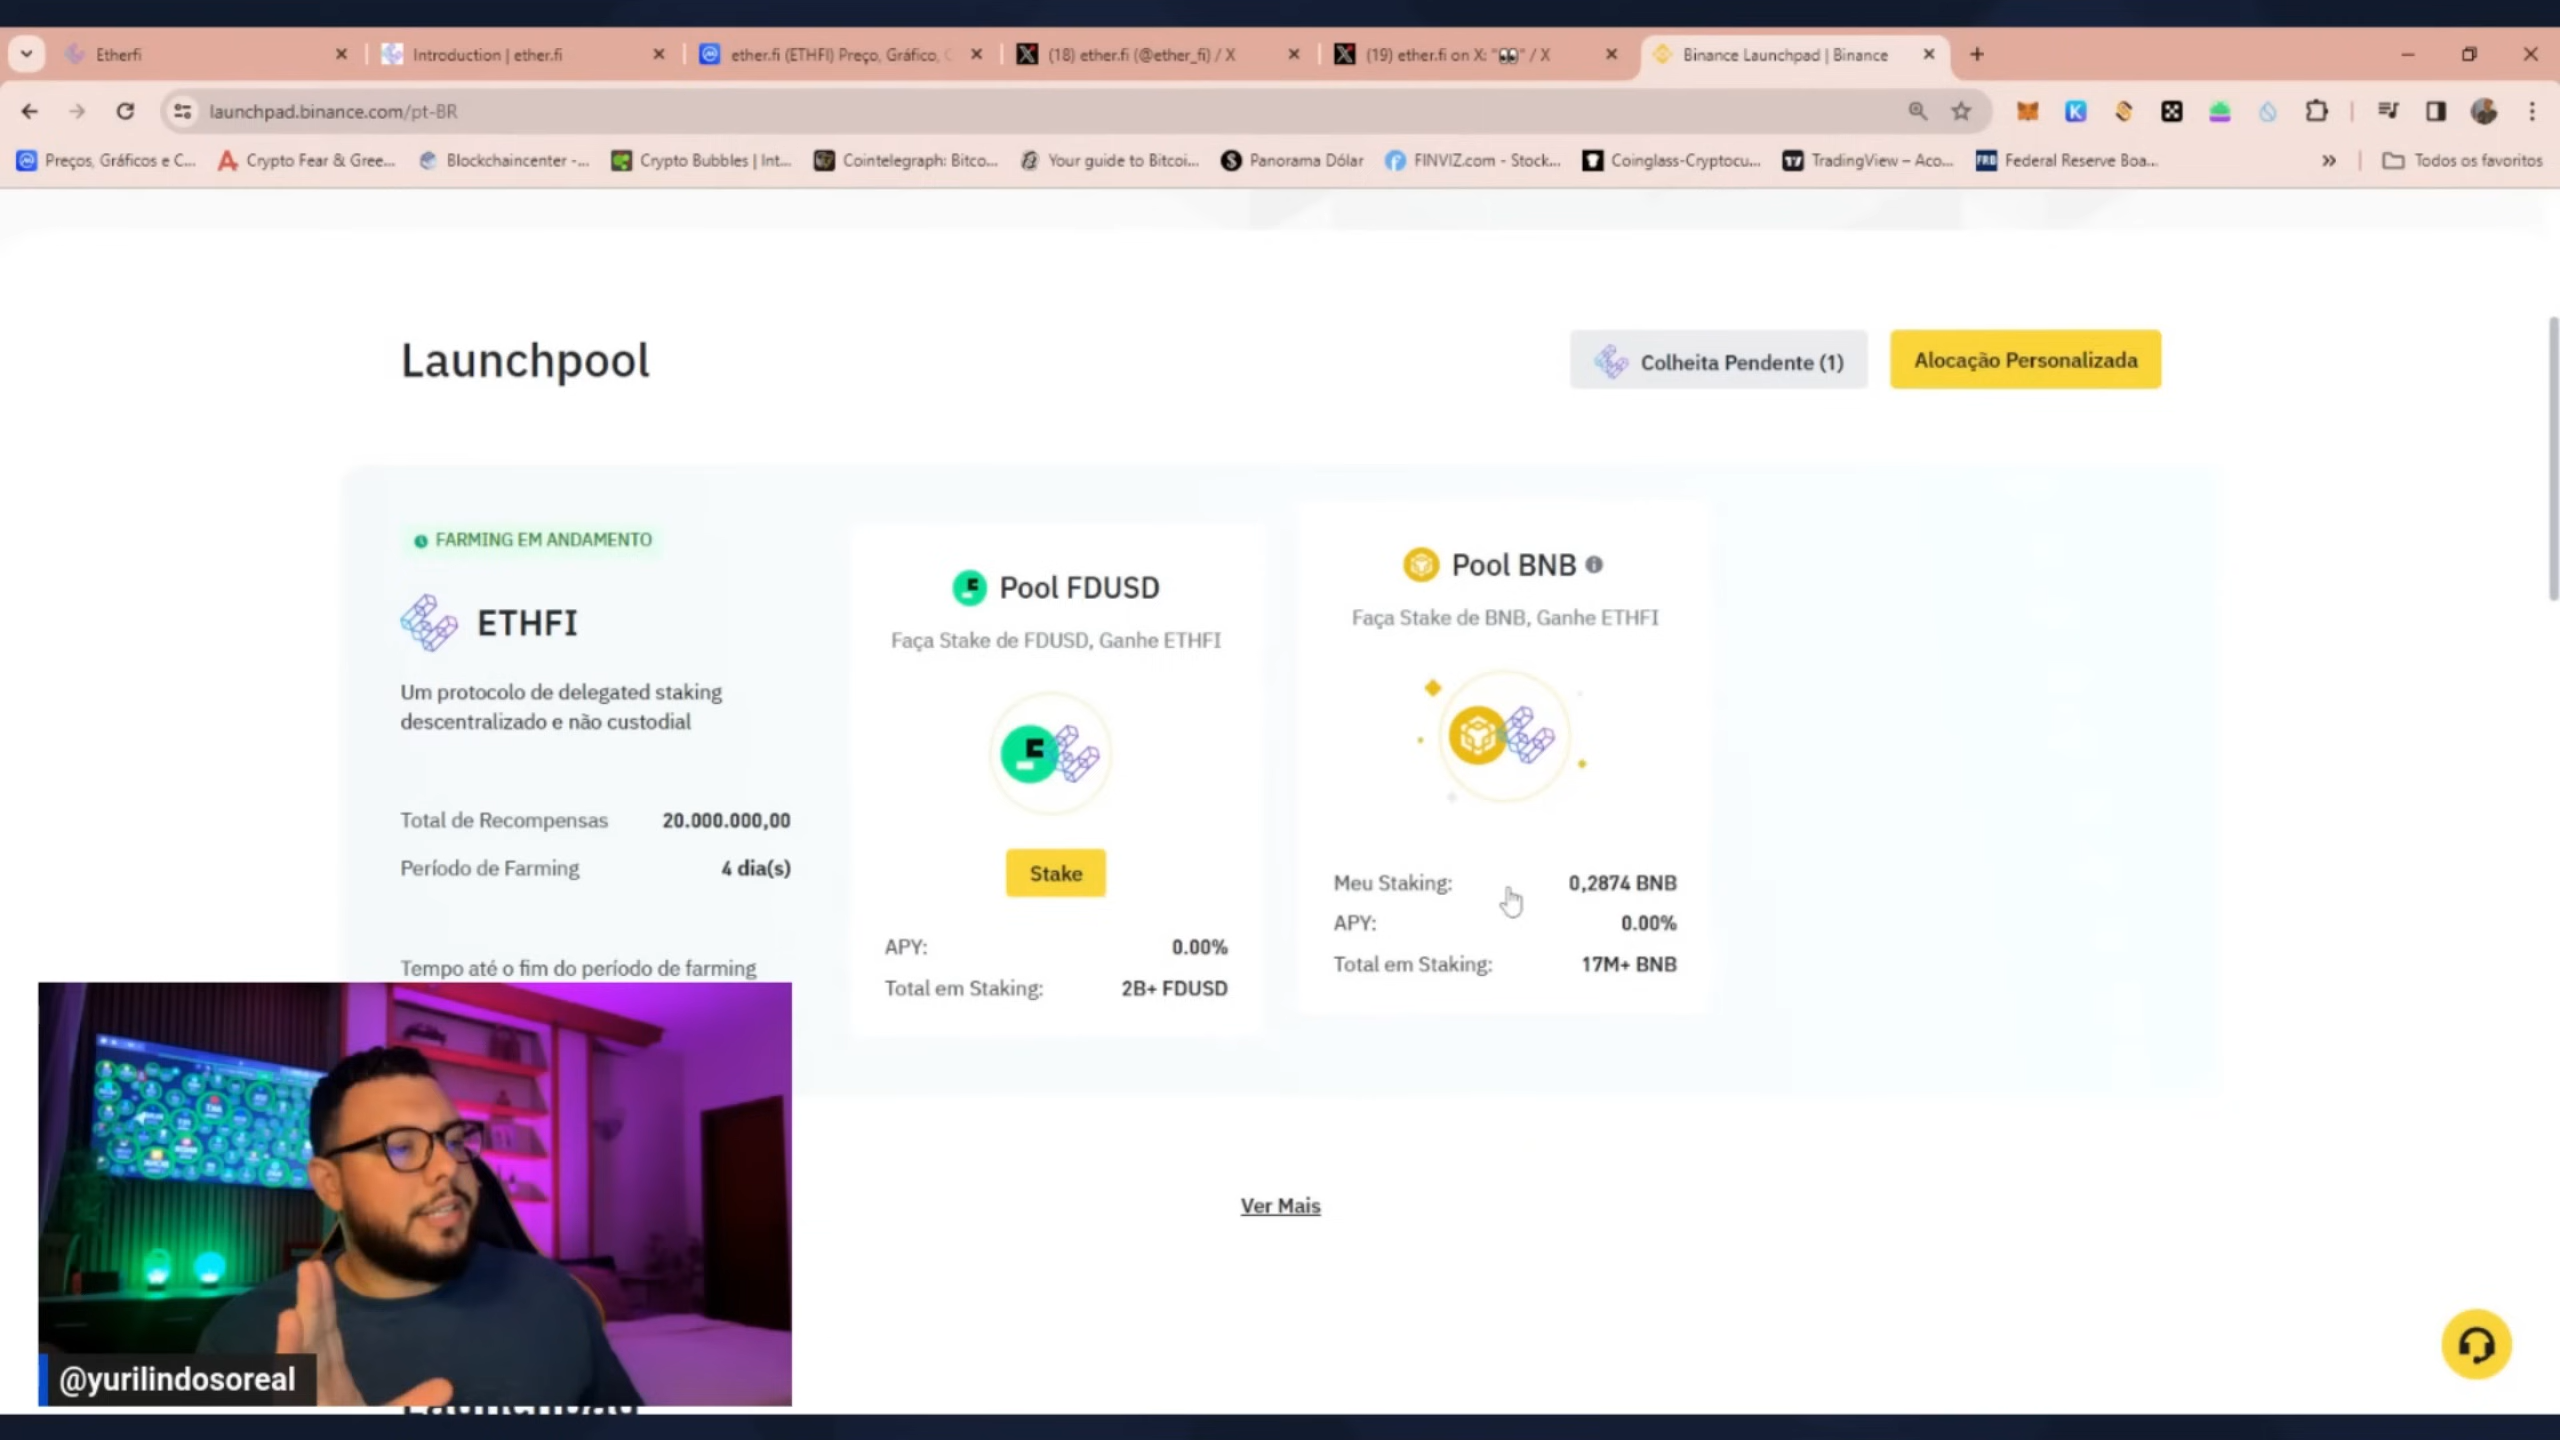 Etherfi
Introduction | ether.fi
ether.fi (ETHFI) Preço, Gráfico,
(18) ether.fi (@ether_fi) / X
(19) ether.fi on X: "👀" / X
Binance Launchpad | Binance
launchpad.binance.com/pt-BR
Preços, Gráficos e C...
Crypto Fear & Gree...
Blockchaincenter -...
Crypto Bubbles | Int...
Cointelegraph: Bitco...
Your guide to Bitcoi...
Panorama Dólar
FINVIZ.com - Stock...
Coinglass-Cryptocu...
TradingView – Aco...
Federal Reserve Boa...
Todos os favoritos
Launchpool
Colheita Pendente (1)
Alocação Personalizada
FARMING EM ANDAMENTO
ETHFI
Um protocolo de delegated staking
descentralizado e não custodial
Total de Recompensas 20.000.000,00
Período de Farming 4 dia(s)
Tempo até o fim do período de farming
Pool FDUSD
Faça Stake de FDUSD, Ganhe ETHFI
Stake
APY: 0.00%
Total em Staking: 2B+ FDUSD
Pool BNB
Faça Stake de BNB, Ganhe ETHFI
Meu Staking: 0,2874 BNB
APY: 0.00%
Total em Staking: 17M+ BNB
Ver Mais
@yurilindosoreal